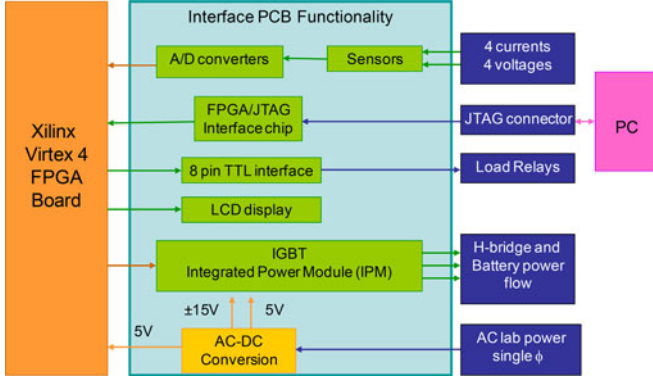 Interface PCB Functionality
A/D converters
Sensors
4 currents
4 voltages
FPGA/JTAG
Interface chip
JTAG connector
PC
Xilinx
Virtex 4
FPGA
Board
8 pin TTL interface
Load Relays
LCD display
IGBT
Integrated Power Module (IPM)
H-bridge and
Battery power
flow
±15V
5V
5V
AC-DC
Conversion
AC lab power
single ϕ